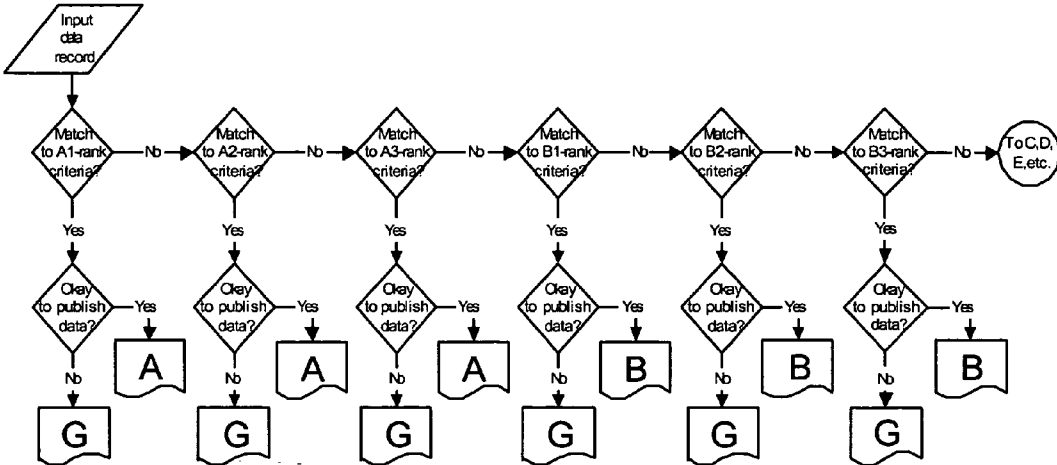 Input
data
record
Match
to A1-rank
criteria?
No
Match
to A2-rank
criteria?
No
Match
to A3-rank
criteria?
No
Match
to B1-rank
criteria?
No
Match
to B2-rank
criteria?
No
Match
to B3-rank
criteria?
No
To C, D,
E, etc.
Yes
Yes
Yes
Yes
Yes
Yes
Okay
to publish
data?
Yes
Okay
to publish
data?
Yes
Okay
to publish
data?
Yes
Okay
to publish
data?
Yes
Okay
to publish
data?
Yes
Okay
to publish
data?
Yes
A
A
A
B
B
B
No
No
No
No
No
No
G
G
G
G
G
G